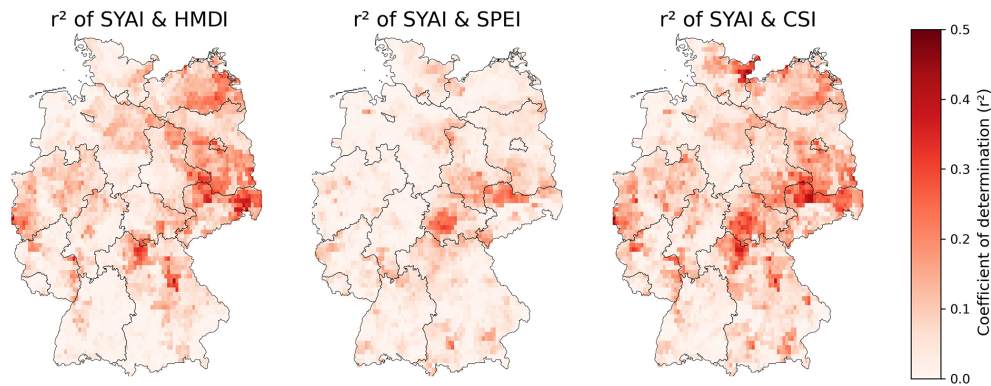 r² of SYAI & HMDI
r² of SYAI & SPEI
r² of SYAI & CSI
0.5
0.4
0.3
0.2
0.1
0.0
Coefficient of determination (r²)